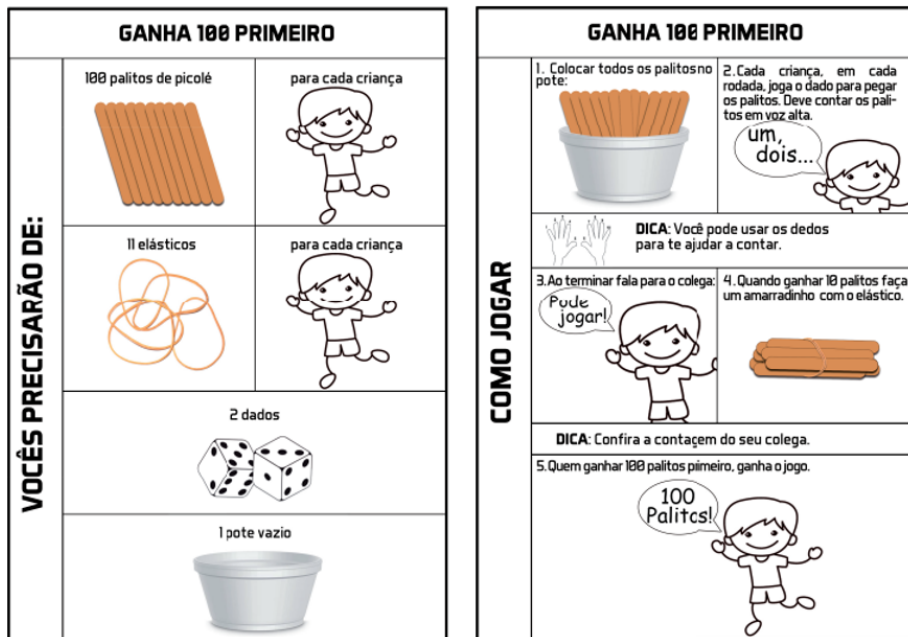 GANHA 100 PRIMEIRO
VOCÊS PRECISARÃO DE:
100 palitos de picolé
para cada criança
11 elásticos
para cada criança
2 dados
1 pote vazio
GANHA 100 PRIMEIRO
COMO JOGAR
1. Colocar todos os palitos no
pote:
2.Cada criança, em cada
rodada, joga o dado para pegar
os palitos. Deve contar os pali-
tos em voz alta.
um,
dois...
DICA: Você pode usar os dedos
para te ajudar a contar.
3.Ao terminar fala para o colega:
Pode
jogar!
4.Quando ganhar 10 palitos faça
um amarradinho com o elástico.
DICA: Confira a contaçem do seu colega.
5.Quem ganhar 100 palitos primeiro, ganha o jogo.
100
Palitos!